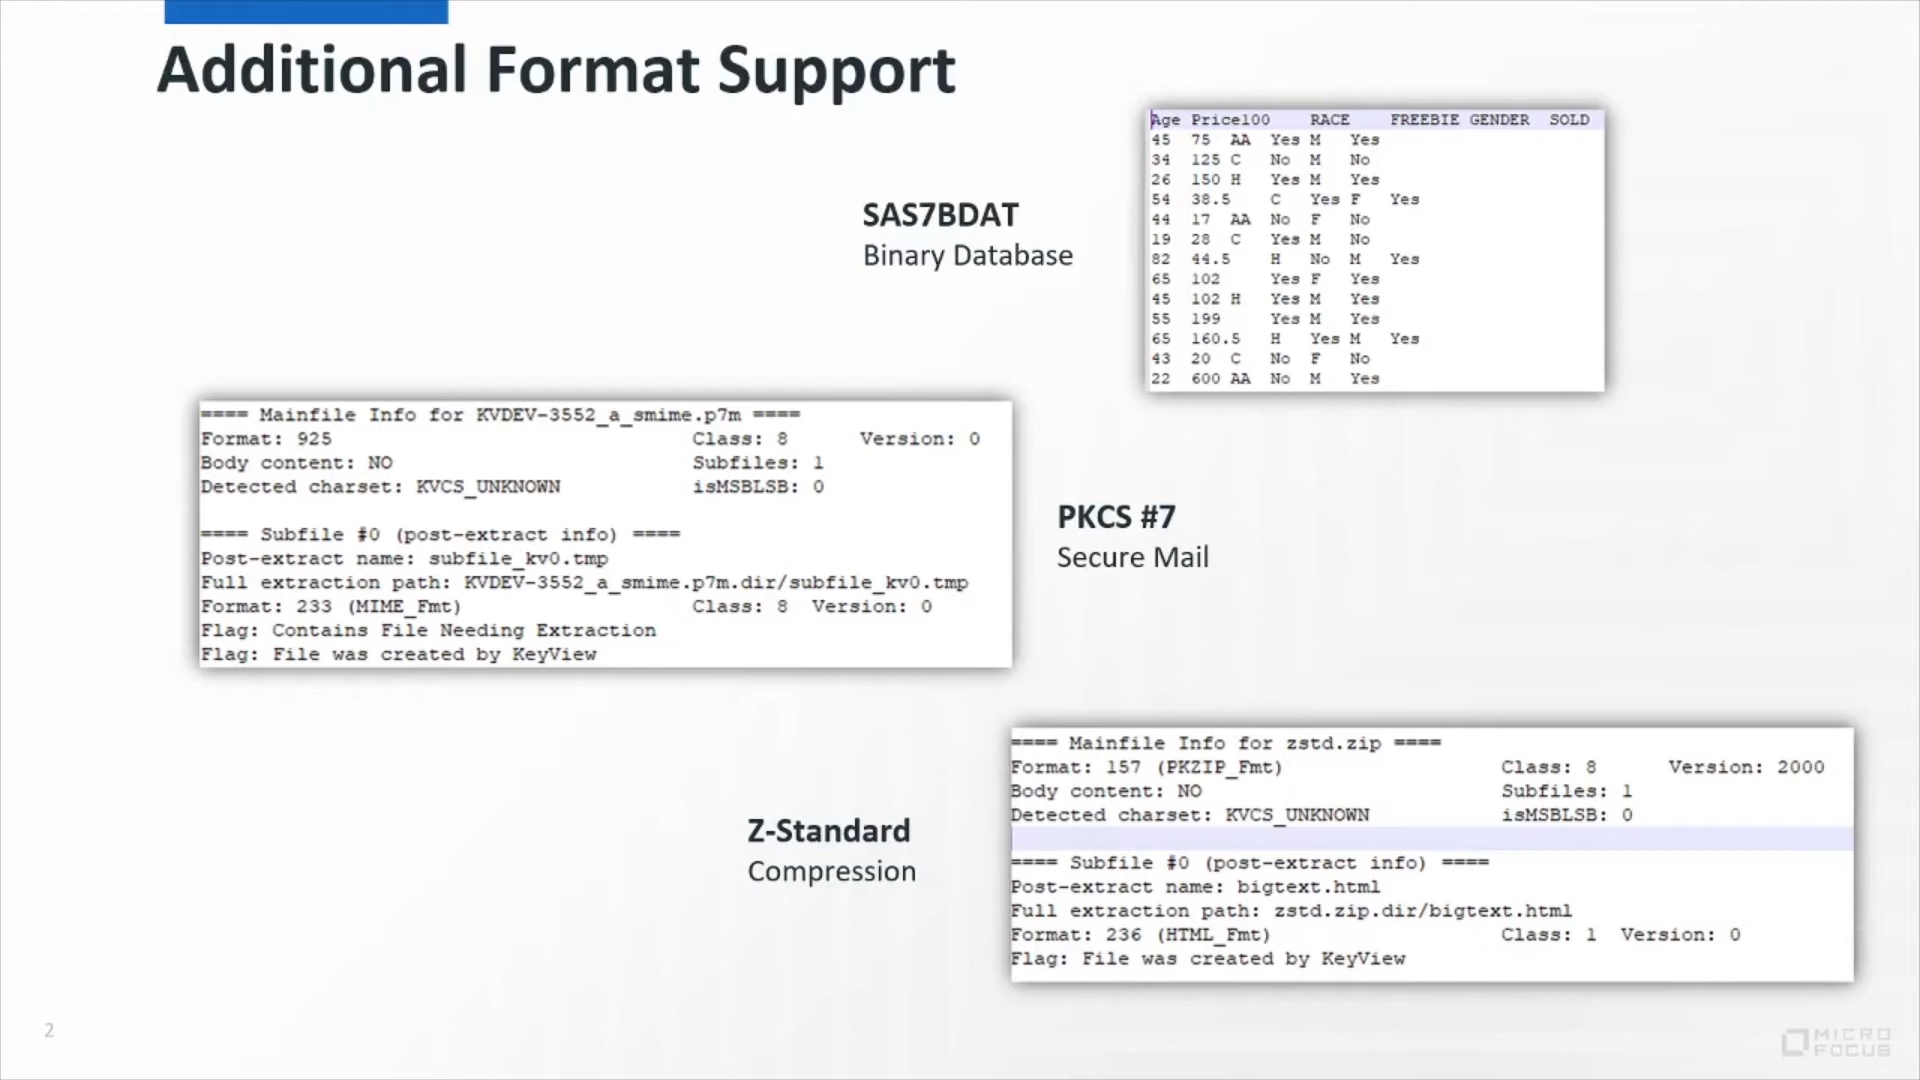 Additional Format Support
Age Price100 RACE FREEBIE GENDER SOLD
45 75 AA Yes M Yes
34 125 C No M No
26 150 H Yes M Yes
54 38.5 C Yes F Yes
44 17 AA No F No
19 28 C Yes M No
82 44.5 H No M Yes
65 102 Yes F Yes
45 102 H Yes M Yes
55 199 Yes M Yes
65 160.5 H Yes M Yes
43 20 C No F No
22 600 AA No M Yes
SAS7BDAT
Binary Database
==== Mainfile Info for KVDEV-3552_a_smime.p7m ====
Format: 925 Class: 8 Version: 0
Body content: NO Subfiles: 1
Detected charset: KVCS_UNKNOWN isMSBLSB: 0
==== Subfile #0 (post-extract info) ====
Post-extract name: subfile_kv0.tmp
Full extraction path: KVDEV-3552_a_smime.p7m.dir/subfile_kv0.tmp
Format: 233 (MIME_Fmt) Class: 8 Version: 0
Flag: Contains File Needing Extraction
Flag: File was created by KeyView
PKCS #7
Secure Mail
Z-Standard
Compression
==== Mainfile Info for zstd.zip ====
Format: 157 (PKZIP_Fmt) Class: 8 Version: 2000
Body content: NO Subfiles: 1
Detected charset: KVCS_UNKNOWN isMSBLSB: 0
==== Subfile #0 (post-extract info) ====
Post-extract name: bigtext.html
Full extraction path: zstd.zip.dir/bigtext.html
Format: 236 (HTML_Fmt) Class: 1 Version: 0
Flag: File was created by KeyView
2
MICRO
FOCUS